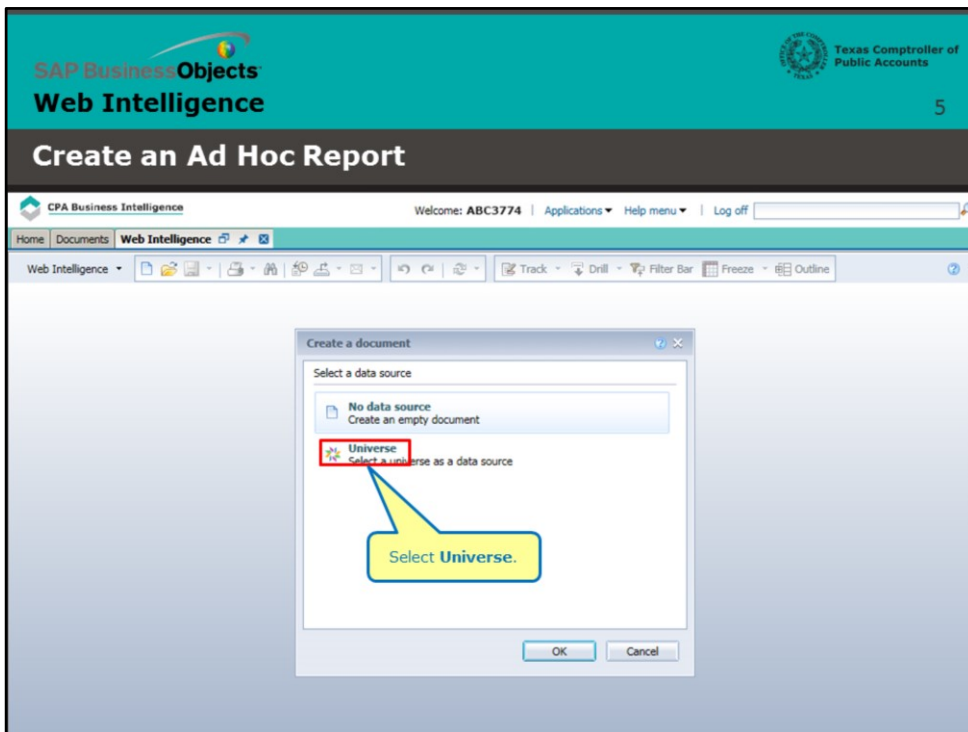 SAP BusinessObjects
Web Intelligence
Texas Comptroller of
Public Accounts
5
Create an Ad Hoc Report
CPA Business Intelligence
Welcome: ABC3774 | Applications Help menu | Log off
Home Documents Web Intelligence
Web Intelligence Track Drill Filter Bar Freeze Outline
Create a document
Select a data source
No data source
Create an empty document
Universe
Select a universe as a data source
Select Universe.
OK Cancel